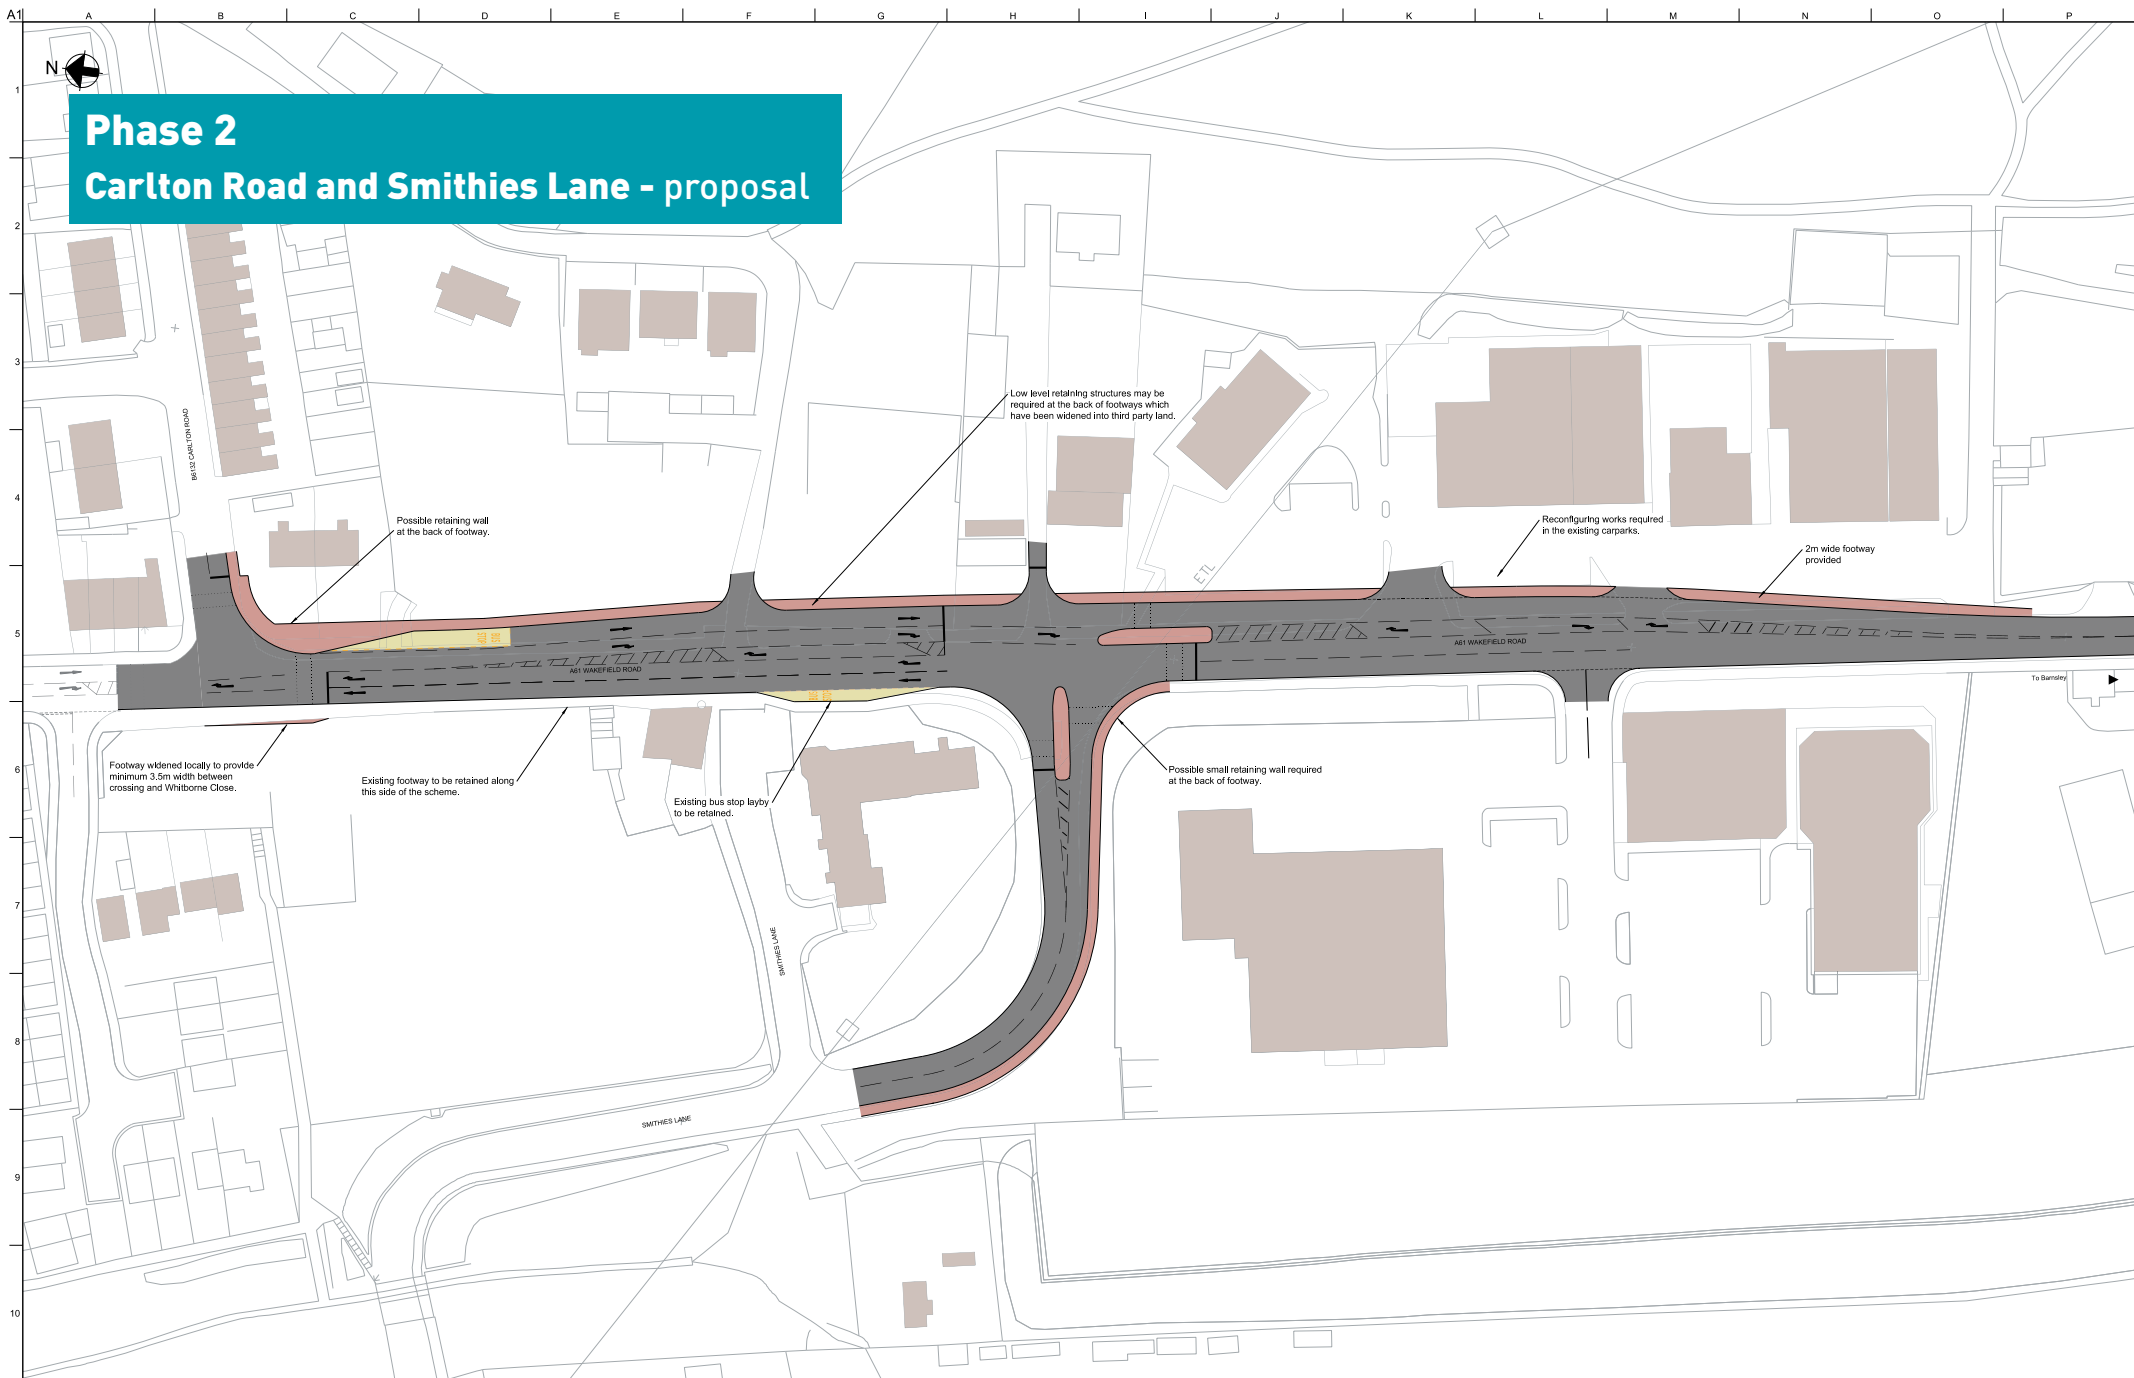 A1 A B C D E F G H I J K L M N O P
N
1
Phase 2
Carlton Road and Smithies Lane - proposal
2
3
Low level retaining structures may be
required at the back of footways which
have been widened into third party land.
B6132 CARLTON ROAD
4
Possible retaining wall
at the back of footway.
Reconfiguring works required
in the existing carparks.
2m wide footway
provided
ETL
5
A61 WAKEFIELD ROAD
A61 WAKEFIELD ROAD
To Barnsley
6
Footway widened locally to provide
minimum 3.5m width between
crossing and Whitborne Close.
Existing footway to be retained along
this side of the scheme.
Existing bus stop layby
to be retained.
Possible small retaining wall required
at the back of footway.
7
SMITHIES LANE
8
SMITHIES LANE
9
10